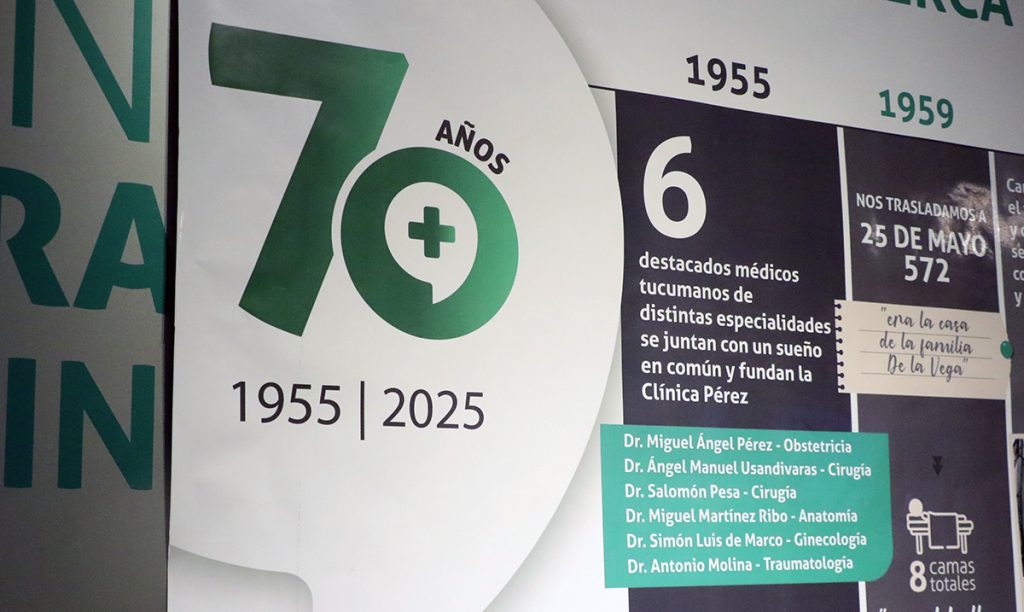 N
RA
IN
70
AÑOS
1955 | 2025
1955
6
destacados médicos
tucumanos de
distintas especialidades
se juntan con un sueño
en común y fundan la
Clínica Pérez
Dr. Miguel Ángel Pérez - Obstetricia
Dr. Ángel Manuel Usandivaras - Cirugía
Dr. Salomón Pesa - Cirugía
Dr. Miguel Martínez Ribo - Anatomía
Dr. Simón Luis de Marco - Ginecología
Dr. Antonio Molina - Traumatología
1959
NOS TRASLADAMOS A
25 DE MAYO
572
"era la casa
de la familia
De la Vega"
8 camas
totales